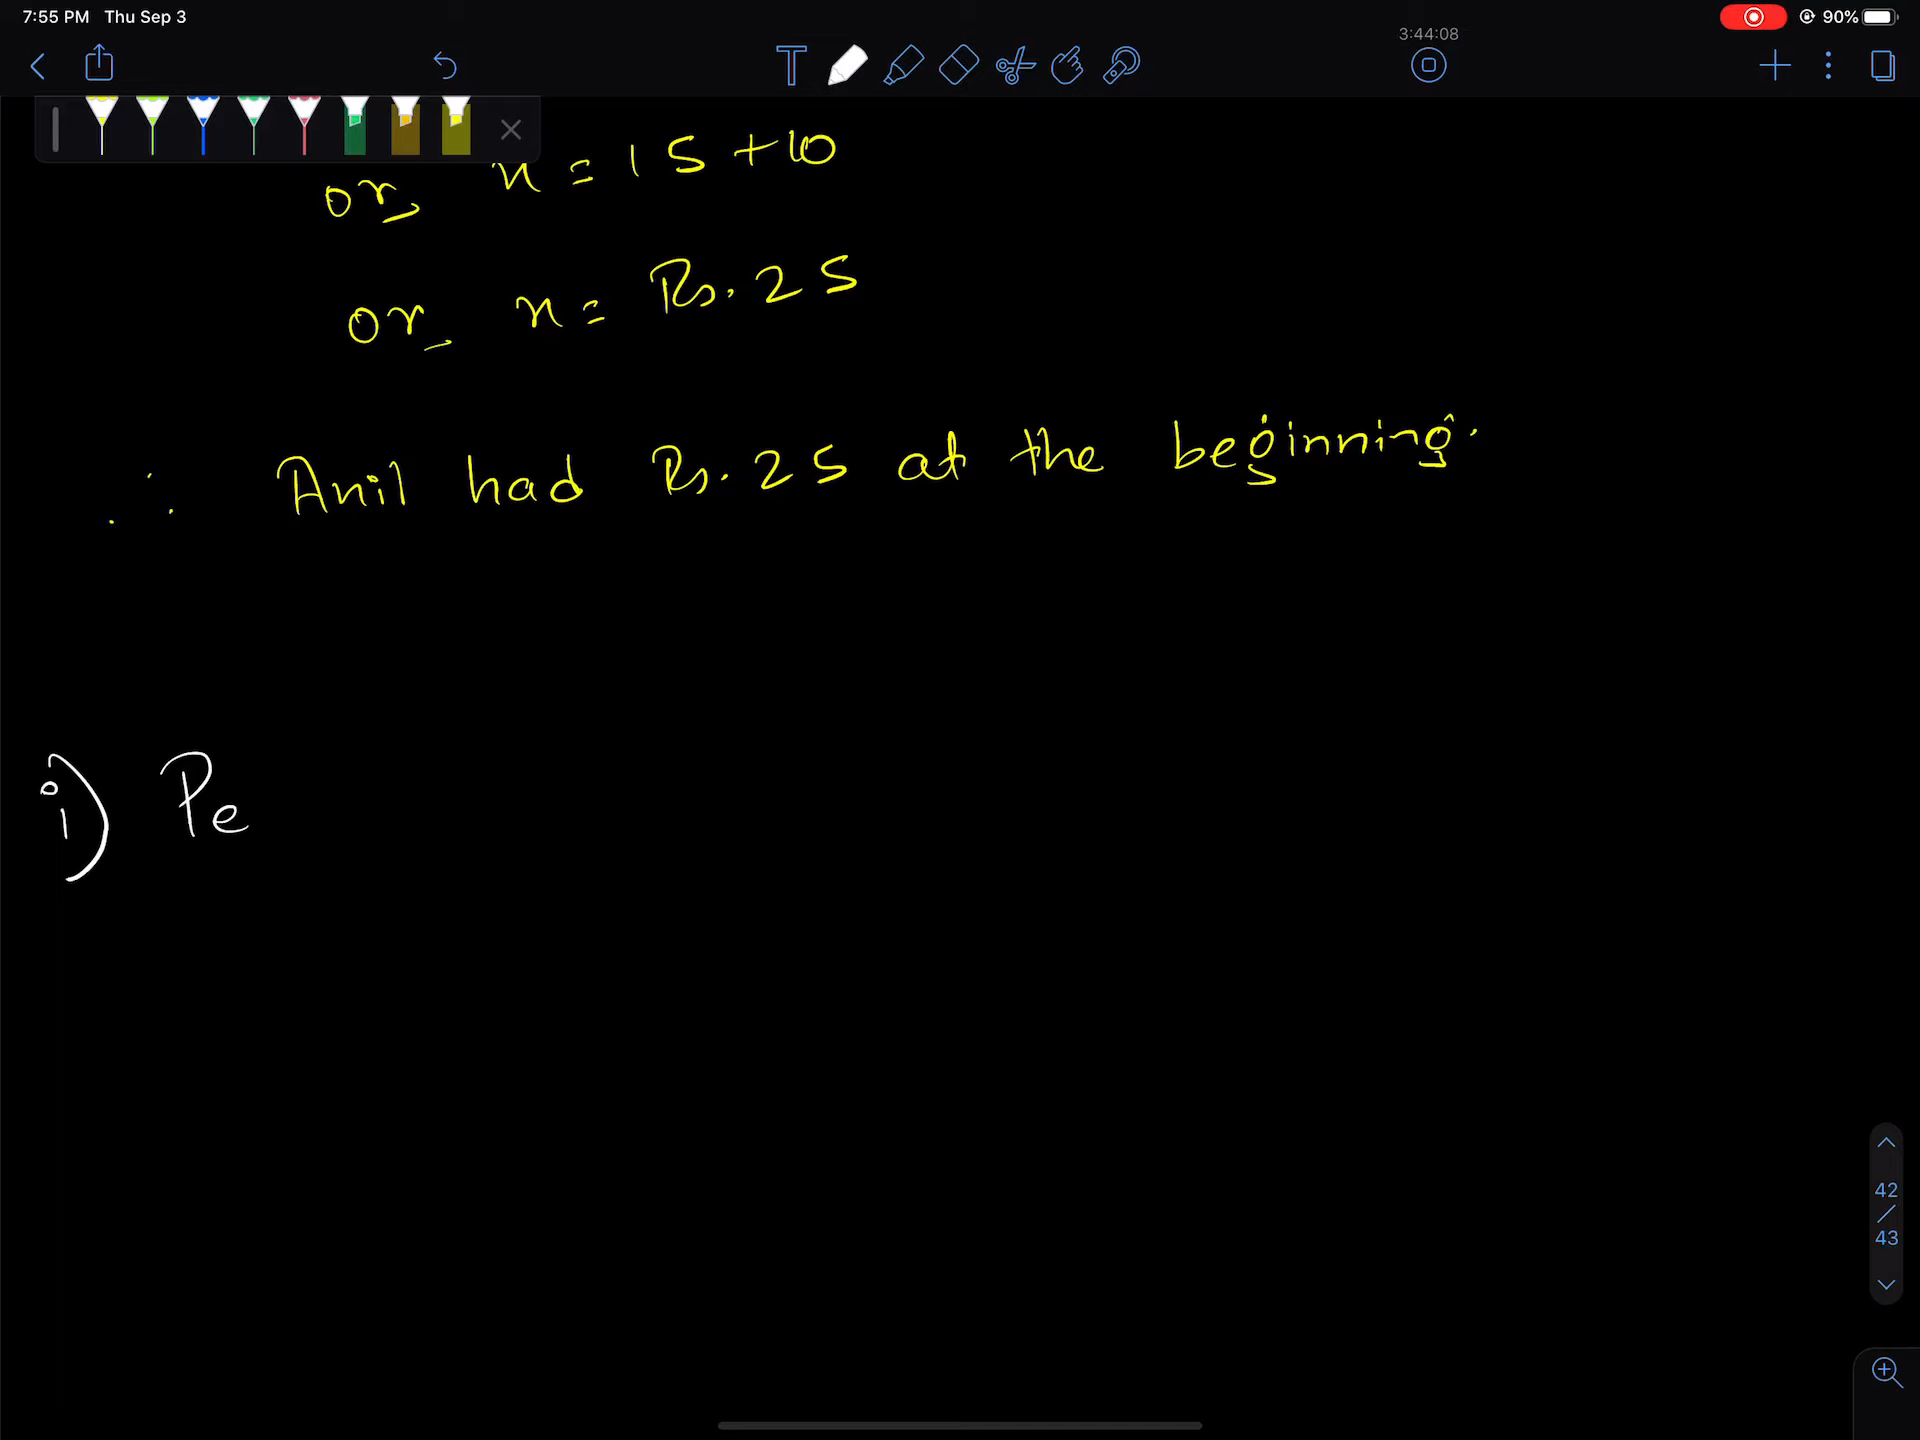 7:55 PM Thu Sep 3
90%
3:44:08
T
or, x = 15 + 10
or, x = Rs. 25
∴ Anil had Rs. 25 at the beginning.
i) Pe
42
/
43